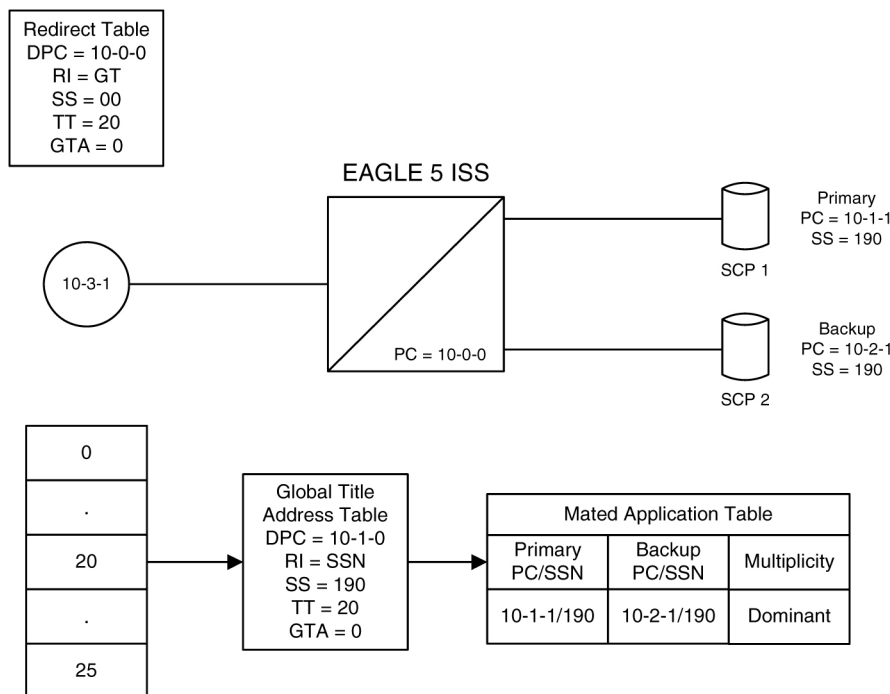 Redirect Table
DPC = 10-0-0
RI = GT
SS = 00
TT = 20
GTA = 0
EAGLE 5 ISS
10-3-1
PC = 10-0-0
Primary
PC = 10-1-1
SS = 190
SCP 1
Backup
PC = 10-2-1
SS = 190
SCP 2
0
.
20
.
25
Global Title
Address Table
DPC = 10-1-0
RI = SSN
SS = 190
TT = 20
GTA = 0
Mated Application Table
Primary
PC/SSN
Backup
PC/SSN
Multiplicity
10-1-1/190
10-2-1/190
Dominant